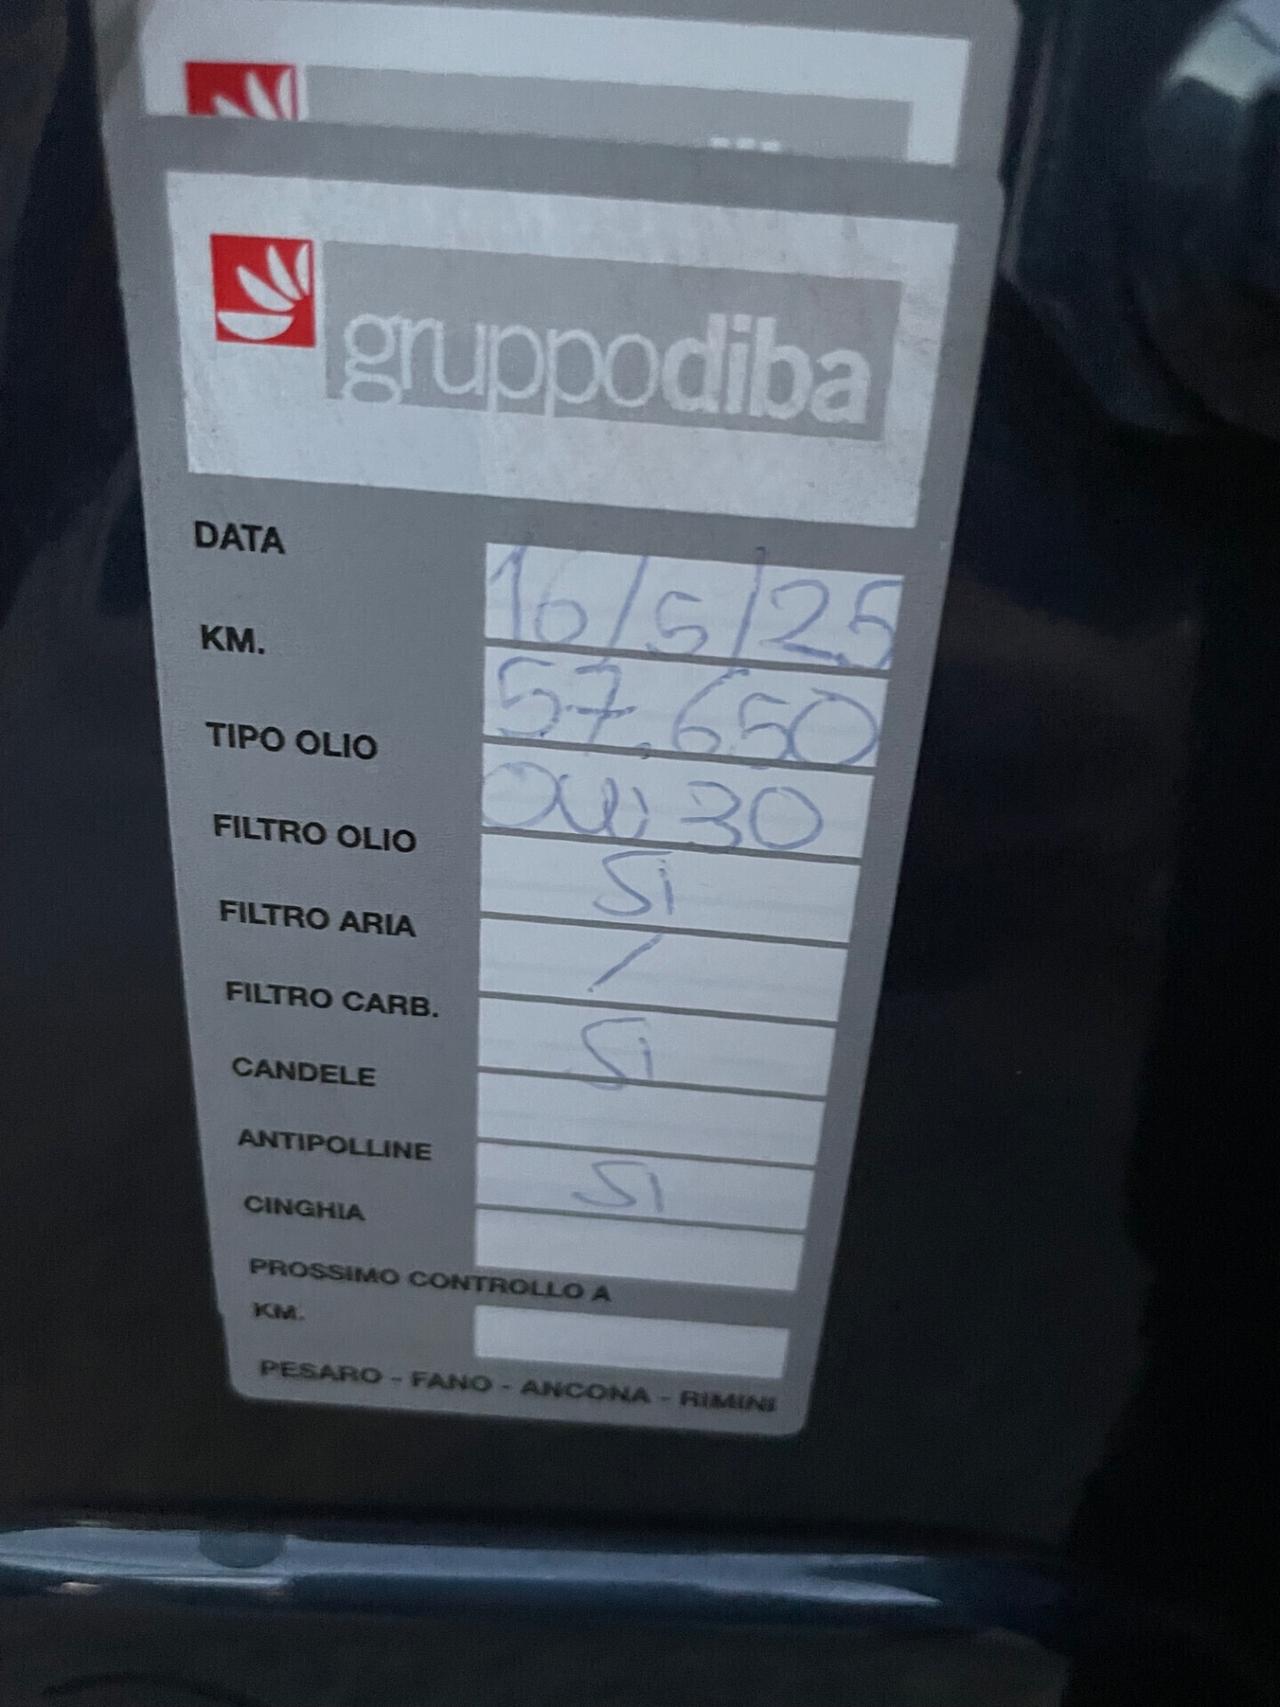 gruppodiba
DATA 16/5/25
KM. 57.650
TIPO OLIO 0W30
FILTRO OLIO SI
FILTRO ARIA /
FILTRO CARB. SI
CANDELE
ANTIPOLLINE SI
CINGHIA
PROSSIMO CONTROLLO A
KM.
PESARO - FANO - ANCONA - RIMINI